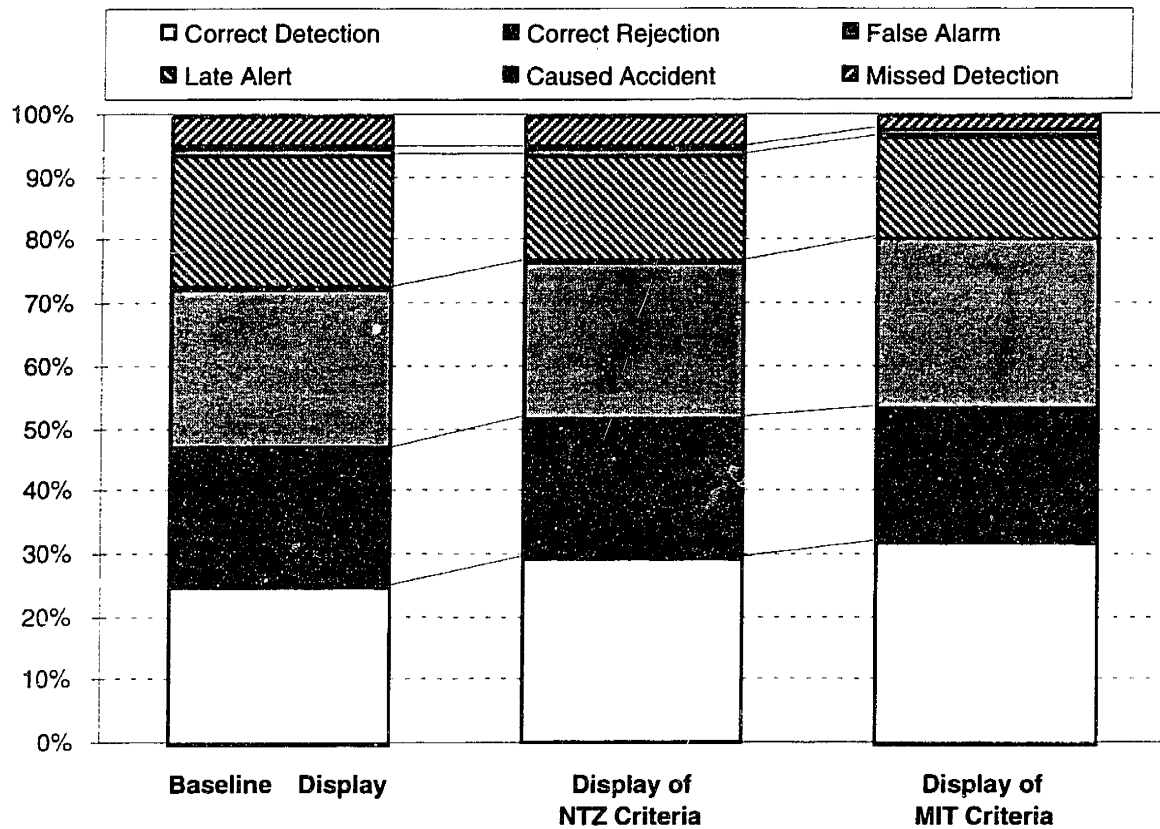 Correct Detection Correct Rejection False Alarm
Late Alert Caused Accident Missed Detection
100%
90%
80%
70%
60%
50%
40%
30%
20%
10%
0%
Baseline Display
Display of
NTZ Criteria
Display of
MIT Criteria